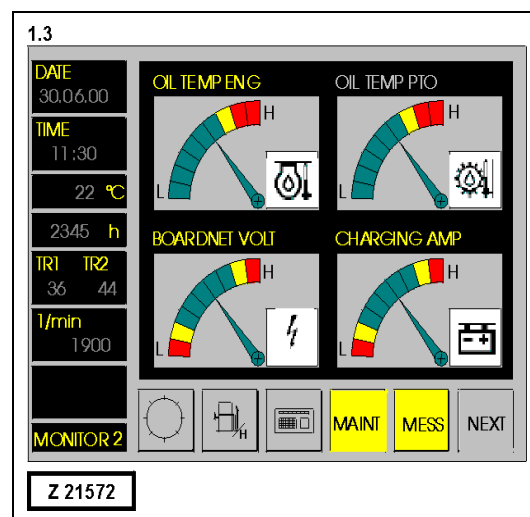 1.3
DATE
30.06.00
TIME
11:30
22 °C
2345 h
TR1 TR2
36 44
1/min
1900
MONITOR 2
OIL TEMP ENG
L H
OIL TEMP PTO
L H
BOARDNET VOLT
L H
CHARGING AMP
L H
/H
MAINT
MESS
NEXT
Z 21572